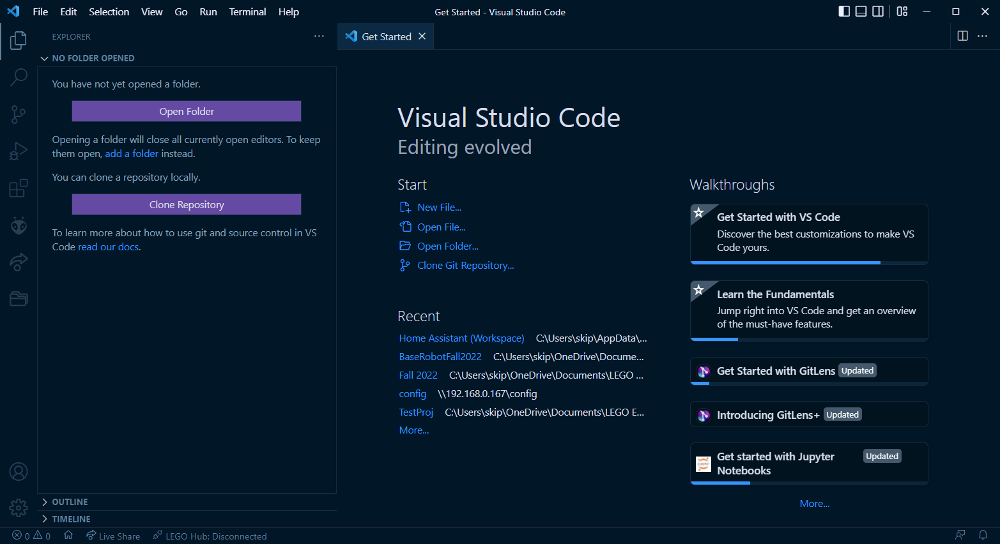 File Edit Selection View Go Run Terminal Help
Get Started - Visual Studio Code
EXPLORER
Get Started
NO FOLDER OPENED
You have not yet opened a folder.
Open Folder
Opening a folder will close all currently open editors. To keep
them open, add a folder instead.
You can clone a repository locally.
Clone Repository
To learn more about how to use git and source control in VS
Code read our docs.
OUTLINE
TIMELINE
Visual Studio Code
Editing evolved
Start
New File...
Open File...
Open Folder...
Clone Git Repository...
Recent
Home Assistant (Workspace) C:\Users\skip\AppData\...
BaseRobotFall2022 C:\Users\skip\OneDrive\Docume...
Fall 2022 C:\Users\skip\OneDrive\Documents\LEGO ...
config \\192.168.0.167\config
TestProj C:\Users\skip\OneDrive\Documents\LEGO E...
More...
Walkthroughs
Get Started with VS Code
Discover the best customizations to make VS
Code yours.
Learn the Fundamentals
Jump right into VS Code and get an overview
of the must-have features.
Get Started with GitLens Updated
Introducing GitLens+ Updated
Get started with Jupyter Updated
Notebooks
More...
0 0 Live Share LEGO Hub: Disconnected